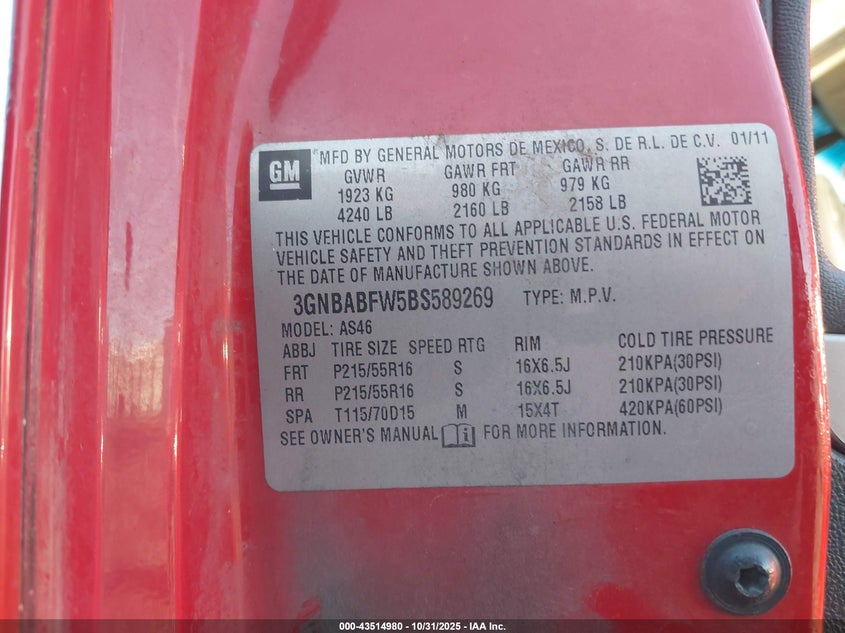 GM
MFD BY GENERAL MOTORS DE MEXICO, S. DE R.L. DE C.V. 01/11
GVWR GAWR FRT GAWR RR
1923 KG 980 KG 979 KG
4240 LB 2160 LB 2158 LB
THIS VEHICLE CONFORMS TO ALL APPLICABLE U.S. FEDERAL MOTOR
VEHICLE SAFETY AND THEFT PREVENTION STANDARDS IN EFFECT ON
THE DATE OF MANUFACTURE SHOWN ABOVE.
3GNBABFW5BS589269 TYPE: M.P.V.
MODEL: AS46
ABBJ TIRE SIZE SPEED RTG RIM COLD TIRE PRESSURE
FRT P215/55R16 S 16X6.5J 210KPA(30PSI)
RR P215/55R16 S 16X6.5J 210KPA(30PSI)
SPA T115/70D15 M 15X4T 420KPA(60PSI)
SEE OWNER'S MANUAL FOR MORE INFORMATION.
000-43514980 - 10/31/2025 - IAA Inc.